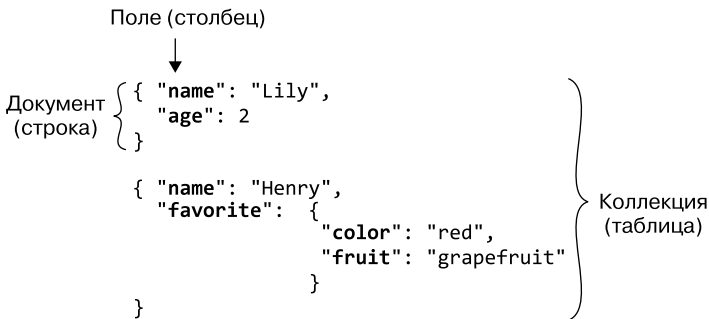 Поле (столбец)
Документ
(строка)
{ "name": "Lily",
"age": 2
}
{ "name": "Henry",
"favorite": {
"color": "red",
"fruit": "grapefruit"
}
}
Коллекция
(таблица)